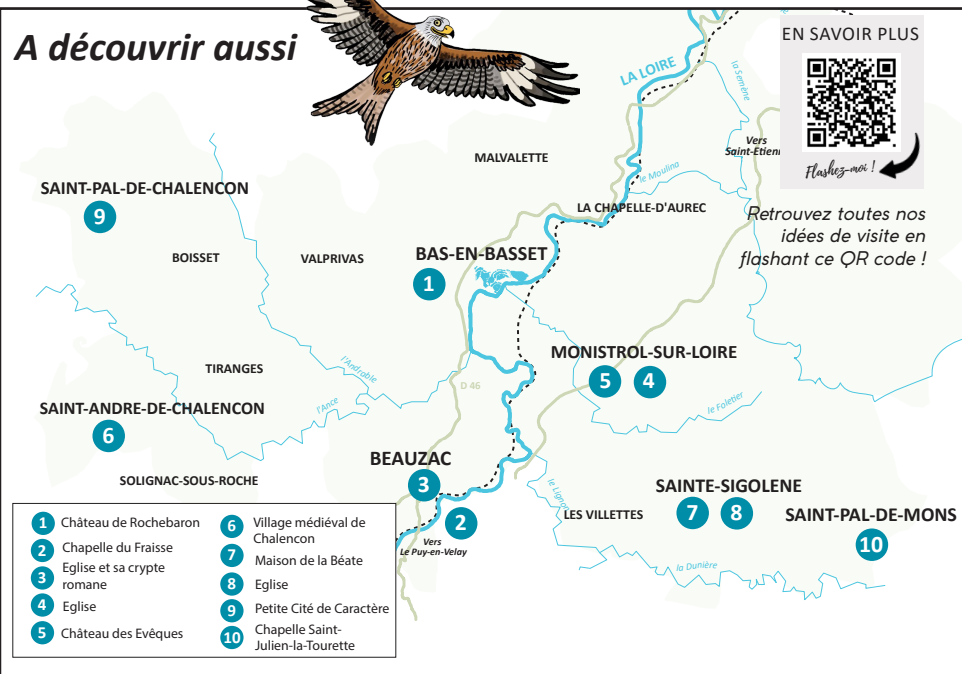 A découvrir aussi
EN SAVOIR PLUS
Flashez-moi !
Retrouvez toutes nos
idées de visite en
flashant ce QR code !
LA LOIRE
la Semène
Vers
MALVALETTE
le Moulina
LA CHAPELLE-D'AUREC
SAINT-PAL-DE-CHALENCON
9
BOISSET
VALPRIVAS
BAS-EN-BASSET
1
MONISTROL-SUR-LOIRE
5
4
TIRANGES
l'Andrable
D 46
l'Ance
le Foletier
SAINT-ANDRE-DE-CHALENCON
6
BEAUZAC
3
SOLIGNAC-SOUS-ROCHE
SAINTE-SIGOLENE
7
8
LES VILLETTES
SAINT-PAL-DE-MONS
10
2
Vers
Le Puy-en-Velay
la Dunière
1 Château de Rochebaron
2 Chapelle du Fraisse
3 Eglise et sa crypte
romane
4 Eglise
5 Château des Evêques
6 Village médiéval de
Chalencon
7 Maison de la Béate
8 Eglise
9 Petite Cité de Caractère
10 Chapelle Saint-
Julien-la-Tourette